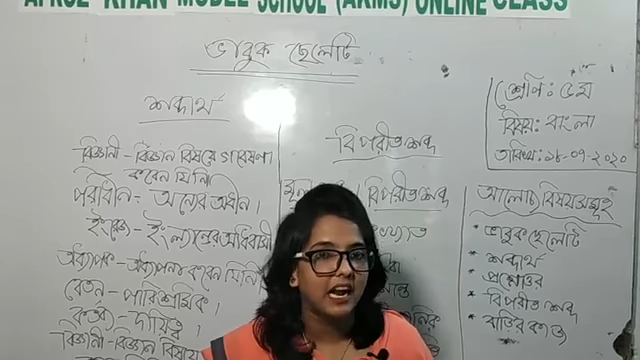 AFROZ KHAN MODEL SCHOOL (AKMS) ONLINE CLASS
ভাবুক ছেলেটি
শ্রেণি: ৫ম
বিষয়: বাংলা
তারিখ: ১৮-০৭-২০২০
শব্দার্থ
বিজ্ঞানী - বিজ্ঞান বিষয়ে গবেষণা
করেন যিনি
পরাধীন - অন্যের অধীন।
ইংরেজ - ইংল্যান্ডের অধিবাসী
অধ্যাপক - অধ্যাপনা করেন যিনি
বেতন - পারিশ্রমিক।
কর্তব্য - দায়িত্ব।
বিজ্ঞানী - বিজ্ঞান বিষয়ে
বিপরীত শব্দ
বিপরীত শব্দ
আলোচ্য বিষয়সমূহ
* ভাবুক ছেলেটি
* শব্দার্থ
* প্রশ্নোত্তর
* বিপরীত শব্দ
* বাড়ির কাজ